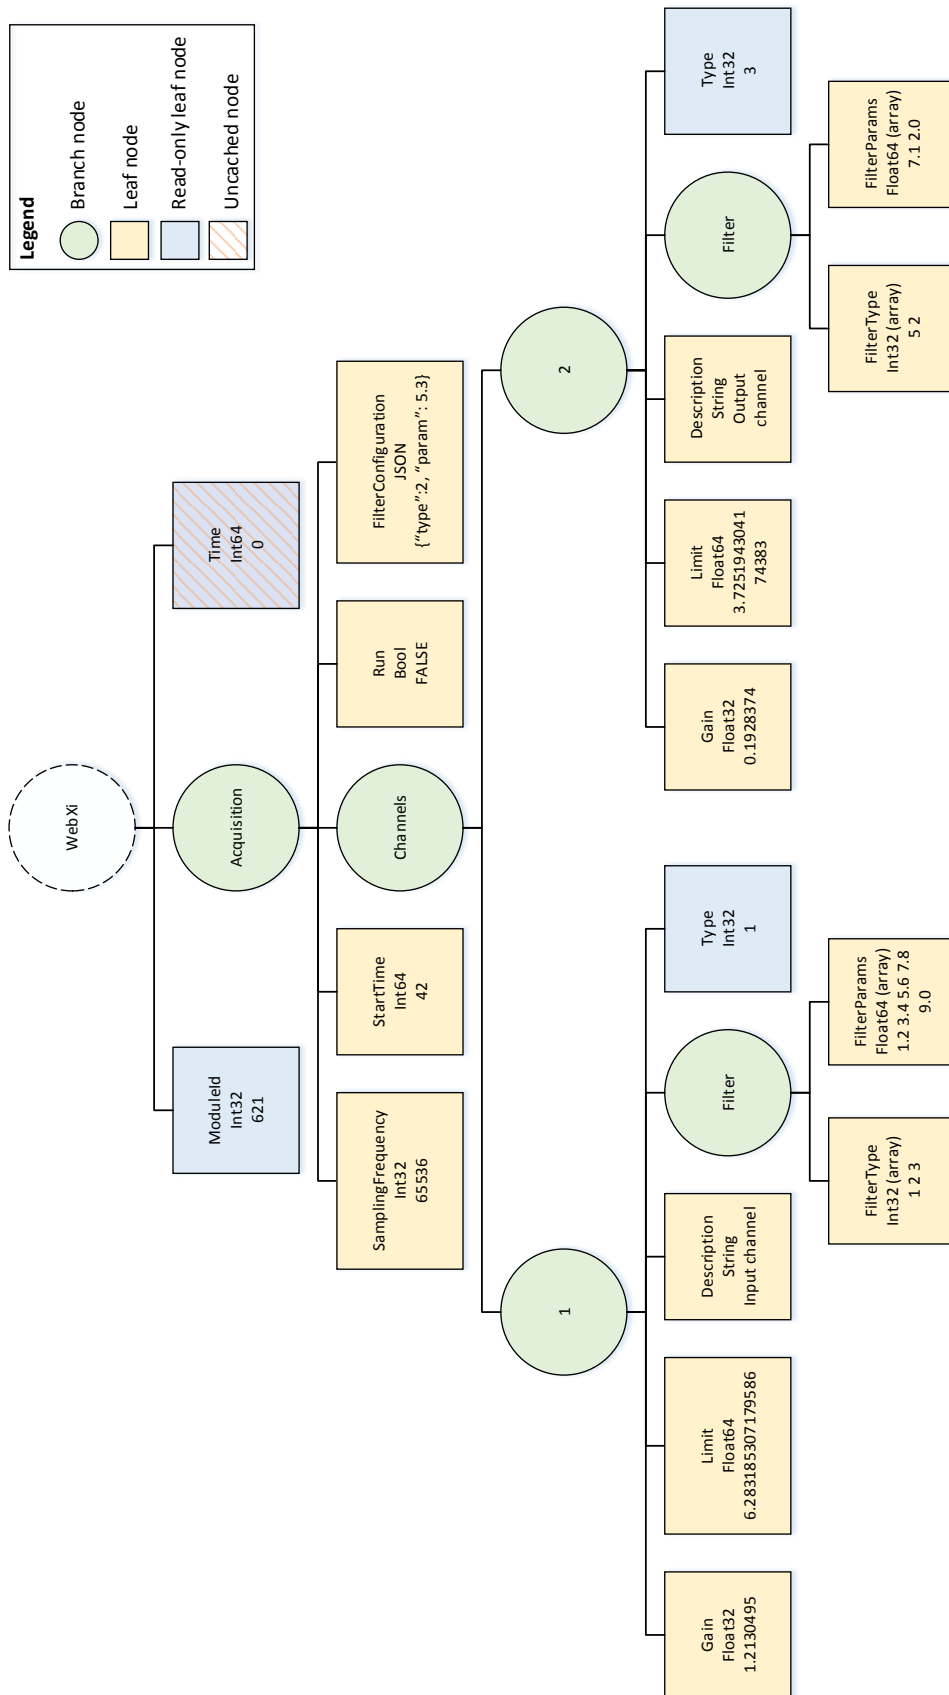 WebXi
Legend
Branch node
Leaf node
Read-only leaf node
Uncached node
ModuleId
Int32
621
Acquisition
Time
Int64
0
SamplingFrequency
Int32
65536
StartTime
Int64
42
Channels
Run
Bool
FALSE
FilterConfiguration
JSON
{“type”:2, “param”: 5.3}
1
2
Gain
Float32
1.2130495
Limit
Float64
6.283185307179586
Description
String
Input channel
Filter
Type
Int32
1
Gain
Float32
0.1928374
Limit
Float64
3.7251943041
74383
Description
String
Output
channel
Filter
Type
Int32
3
FilterType
Int32 (array)
1 2 3
FilterParams
Float64 (array)
1.2 3.4 5.6 7.8
9.0
FilterType
Int32 (array)
5 2
FilterParams
Float64 (array)
7.1 2.0